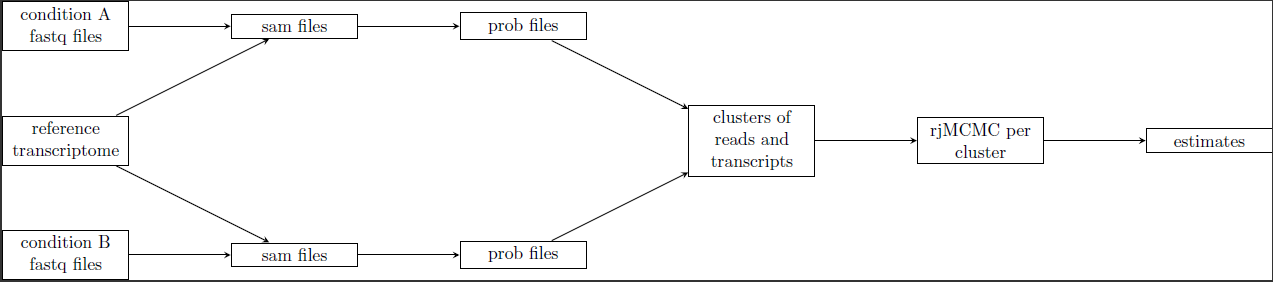 condition A
fastq files
sam files
prob files
reference
transcriptome
clusters of
reads and
transcripts
rjMCMC per
cluster
estimates
condition B
fastq files
sam files
prob files